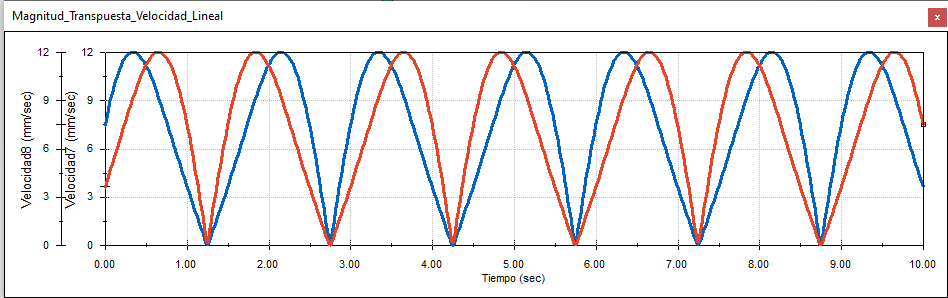 Magnitud_Transpuesta_Velocidad_Lineal
x
Velocidad8 (mm/sec)
12
9
6
3
0
Velocidad7 (mm/sec)
12
9
6
3
0
0.00 1.00 2.00 3.00 4.00 5.00 6.00 7.00 8.00 9.00 10.00
Tiempo (sec)